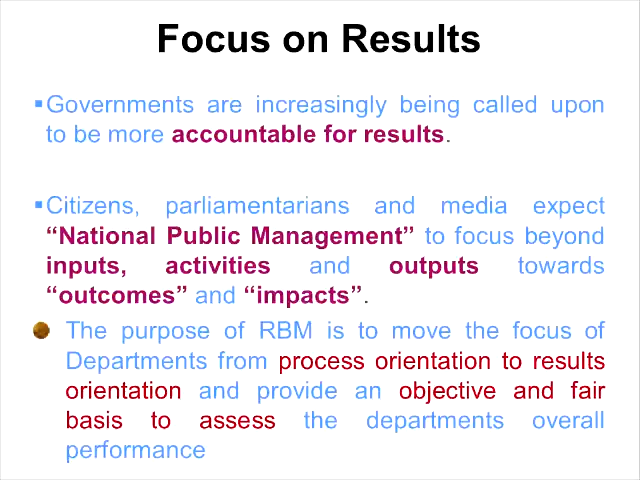 Focus on Results
▪Governments are increasingly being called upon
to be more accountable for results.
▪Citizens, parliamentarians and media expect
“National Public Management” to focus beyond
inputs, activities and outputs towards
“outcomes” and “impacts”.
The purpose of RBM is to move the focus of
Departments from process orientation to results
orientation and provide an objective and fair
basis to assess the departments overall
performance